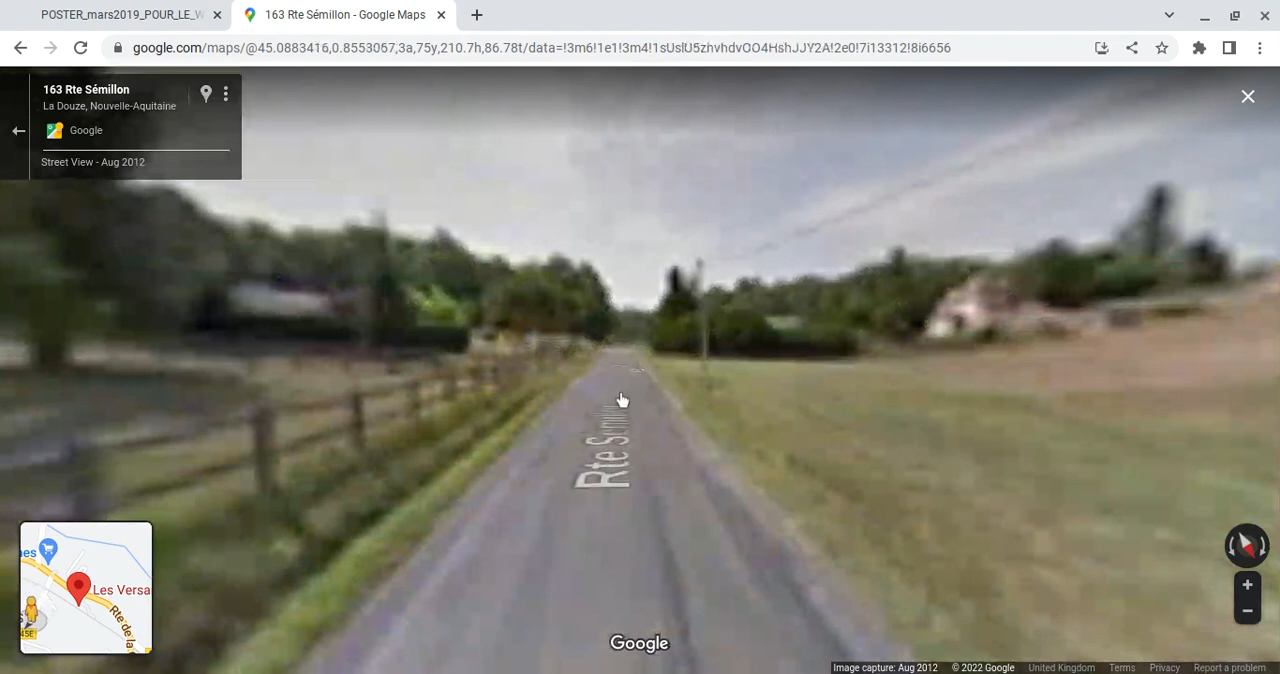 POSTER_mars2019_POUR_LE_W
163 Rte Sémillon - Google Maps
google.com/maps/@45.0883416,0.8553067,3a,75y,210.7h,86.78t/data=!3m6!1e1!3m4!1sUslU5zhvhdvOO4HshJJY2A!2e0!7i13312!8i6656
163 Rte Sémillon
La Douze, Nouvelle-Aquitaine
Google
Street View - Aug 2012
Rte
es
Les Versa
Rte de la
45E
Google
Image capture: Aug 2012 © 2022 Google United Kingdom Terms Privacy Report a problem